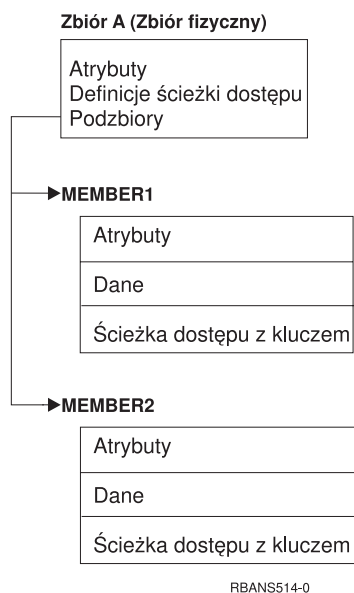 Zbiór A (Zbiór fizyczny)
Atrybuty
Definicje ścieżki dostępu
Podzbiory
MEMBER1
Atrybuty
Dane
Ścieżka dostępu z kluczem
MEMBER2
Atrybuty
Dane
Ścieżka dostępu z kluczem
RBANS514-0